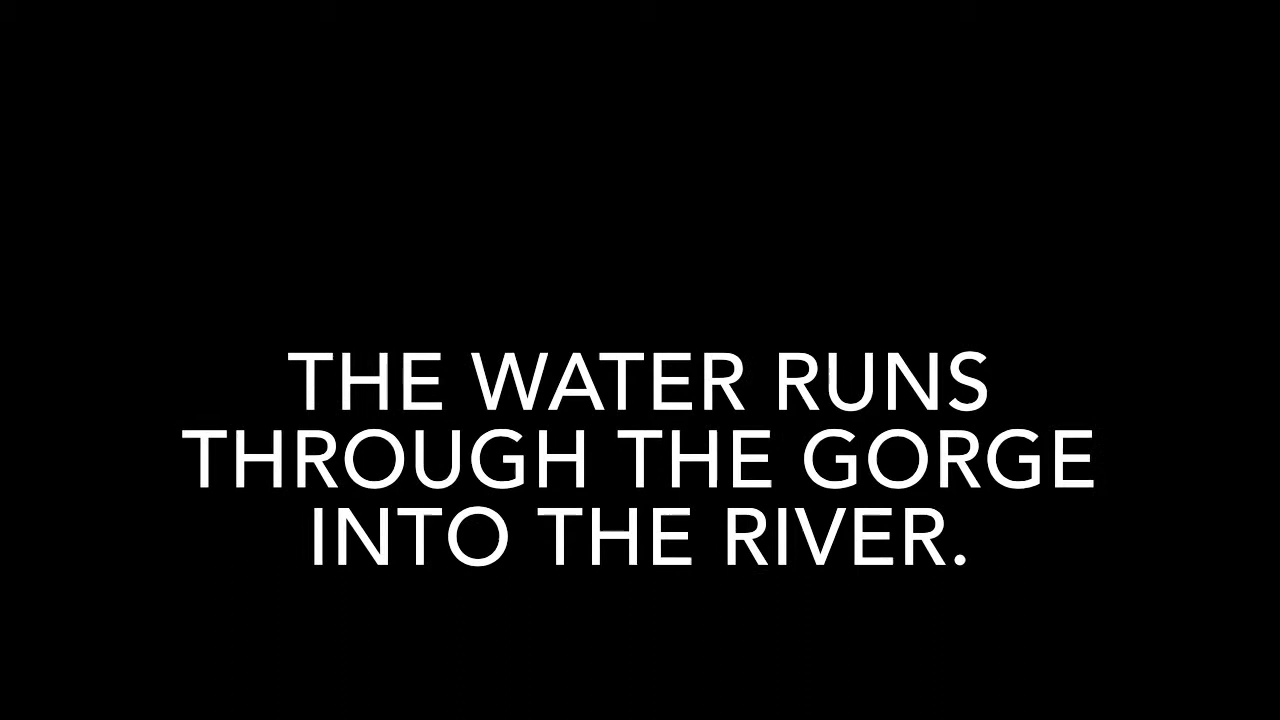 THE WATER RUNS
THROUGH THE GORGE
INTO THE RIVER.